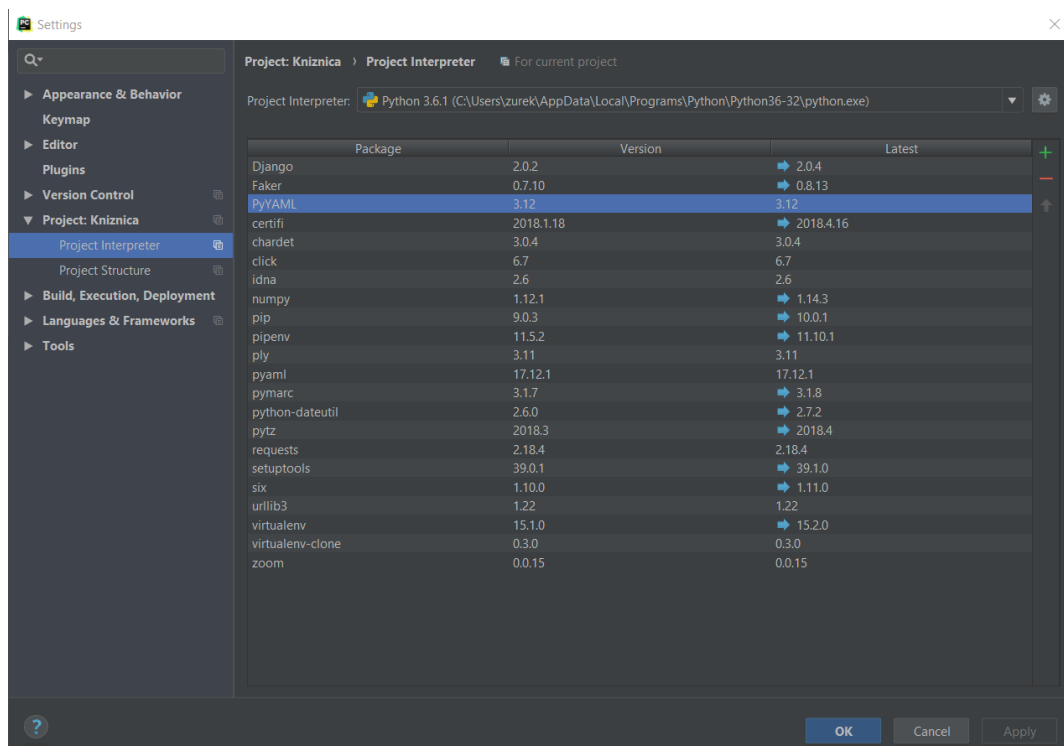 PC Settings
Project: Kniznica › Project Interpreter For current project
Appearance & Behavior
Keymap
Editor
Plugins
Version Control
Project: Kniznica
Project Interpreter
Project Structure
Build, Execution, Deployment
Languages & Frameworks
Tools
Project Interpreter: Python 3.6.1 (C:\Users\zurek\AppData\Local\Programs\Python\Python36-32\python.exe)
Package Version Latest
Django 2.0.2 2.0.4
Faker 0.7.10 0.8.13
PyYAML 3.12 3.12
certifi 2018.1.18 2018.4.16
chardet 3.0.4 3.0.4
click 6.7 6.7
idna 2.6 2.6
numpy 1.12.1 1.14.3
pip 9.0.3 10.0.1
pipenv 11.5.2 11.10.1
ply 3.11 3.11
pyaml 17.12.1 17.12.1
pymarc 3.1.7 3.1.8
python-dateutil 2.6.0 2.7.2
pytz 2018.3 2018.4
requests 2.18.4 2.18.4
setuptools 39.0.1 39.1.0
six 1.10.0 1.11.0
urllib3 1.22 1.22
virtualenv 15.1.0 15.2.0
virtualenv-clone 0.3.0 0.3.0
zoom 0.0.15 0.0.15
? OK Cancel Apply